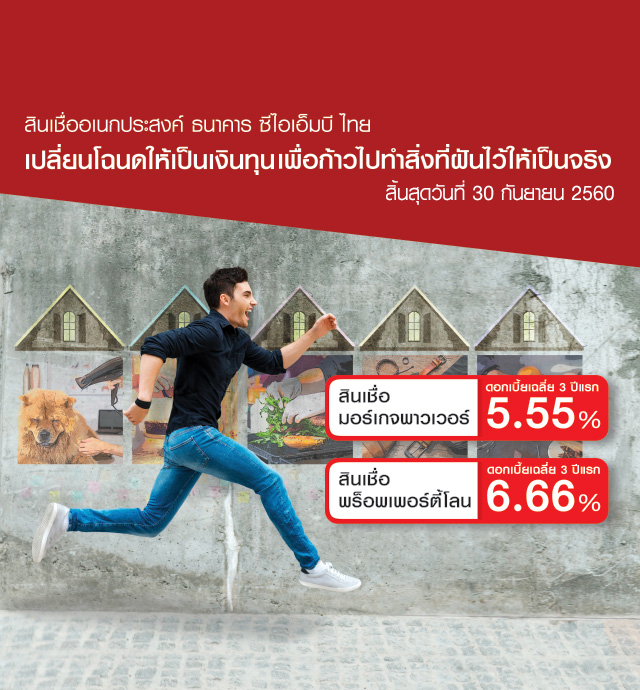 สินเชื่ออเนกประสงค์ ธนาคาร ซีไอเอ็มบี ไทย
เปลี่ยนโฉนดให้เป็นเงินทุนเพื่อก้าวไปทำสิ่งที่ฝันไว้ให้เป็นจริง
สิ้นสุดวันที่ 30 กันยายน 2560
สินเชื่อ
มอร์เกจพาวเวอร์
ดอกเบี้ยเฉลี่ย 3 ปีแรก
5.55%
สินเชื่อ
พร็อพเพอร์ตี้โลน
ดอกเบี้ยเฉลี่ย 3 ปีแรก
6.66%